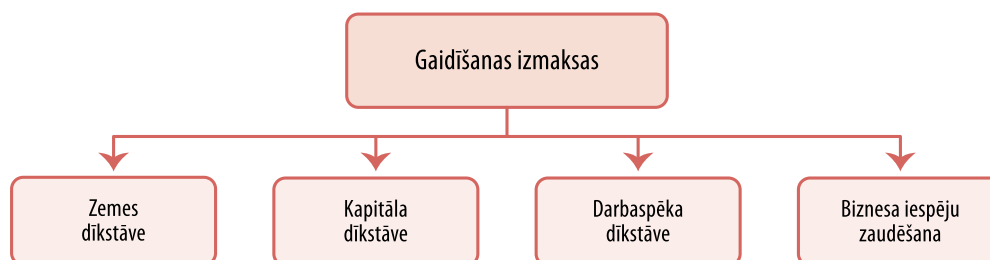 Gaidīšanas izmaksas
Zemes
dīkstāve
Kapitāla
dīkstāve
Darbaspēka
dīkstāve
Biznesa iespēju
zaudēšana